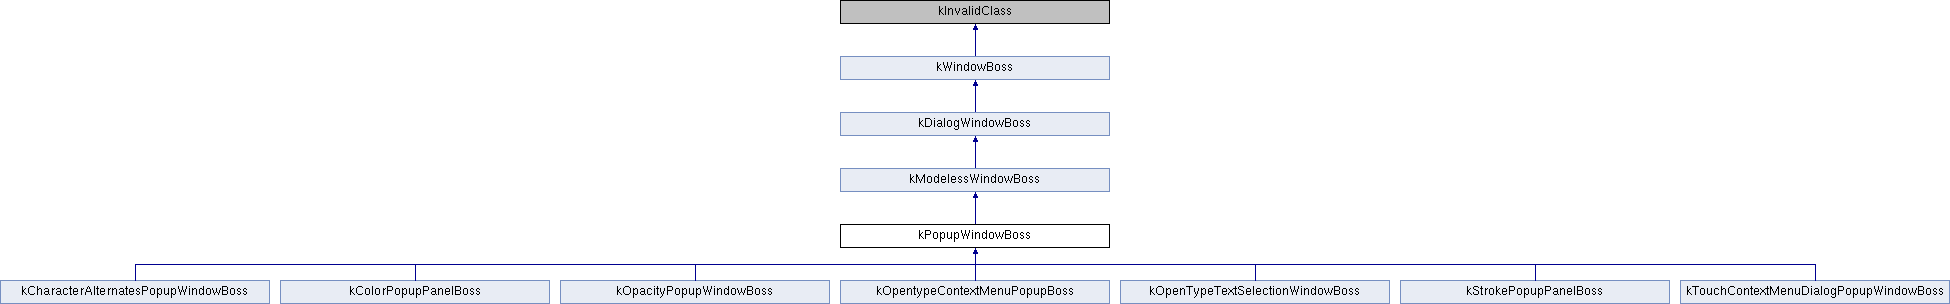 kInvalidClass
kWindowBoss
kDialogWindowBoss
kModelessWindowBoss
kPopupWindowBoss
kCharacterAlternatesPopupWindowBoss
kColorPopupPanelBoss
kOpacityPopupWindowBoss
kOpentypeContextMenuPopupBoss
kOpenTypeTextSelectionWindowBoss
kStrokePopupPanelBoss
kTouchContextMenuDialogPopupWindowBoss